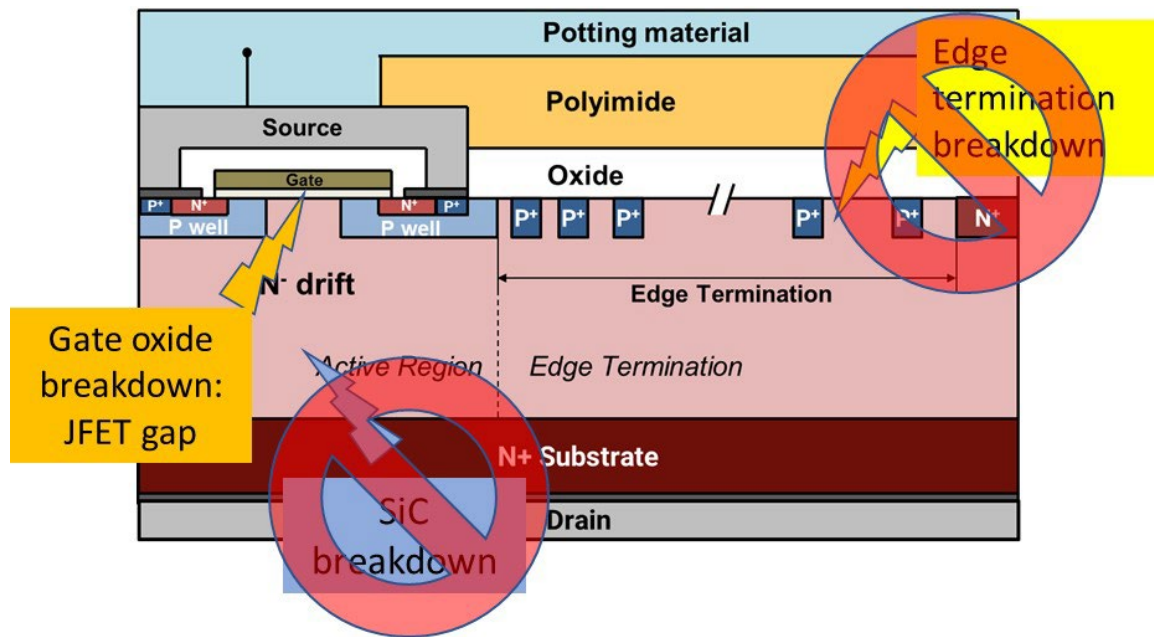 Potting material
Edge
termination
breakdown
Polyimide
Source
Oxide
Gate
P⁺ N⁺ N⁺ P⁺ P⁺ P⁺ P⁺ P⁺ P⁺ N⁺
P well P well
N⁻ drift
Edge Termination
Gate oxide
breakdown:
JFET gap
Active Region Edge Termination
N+ Substrate
SiC
breakdown
Drain